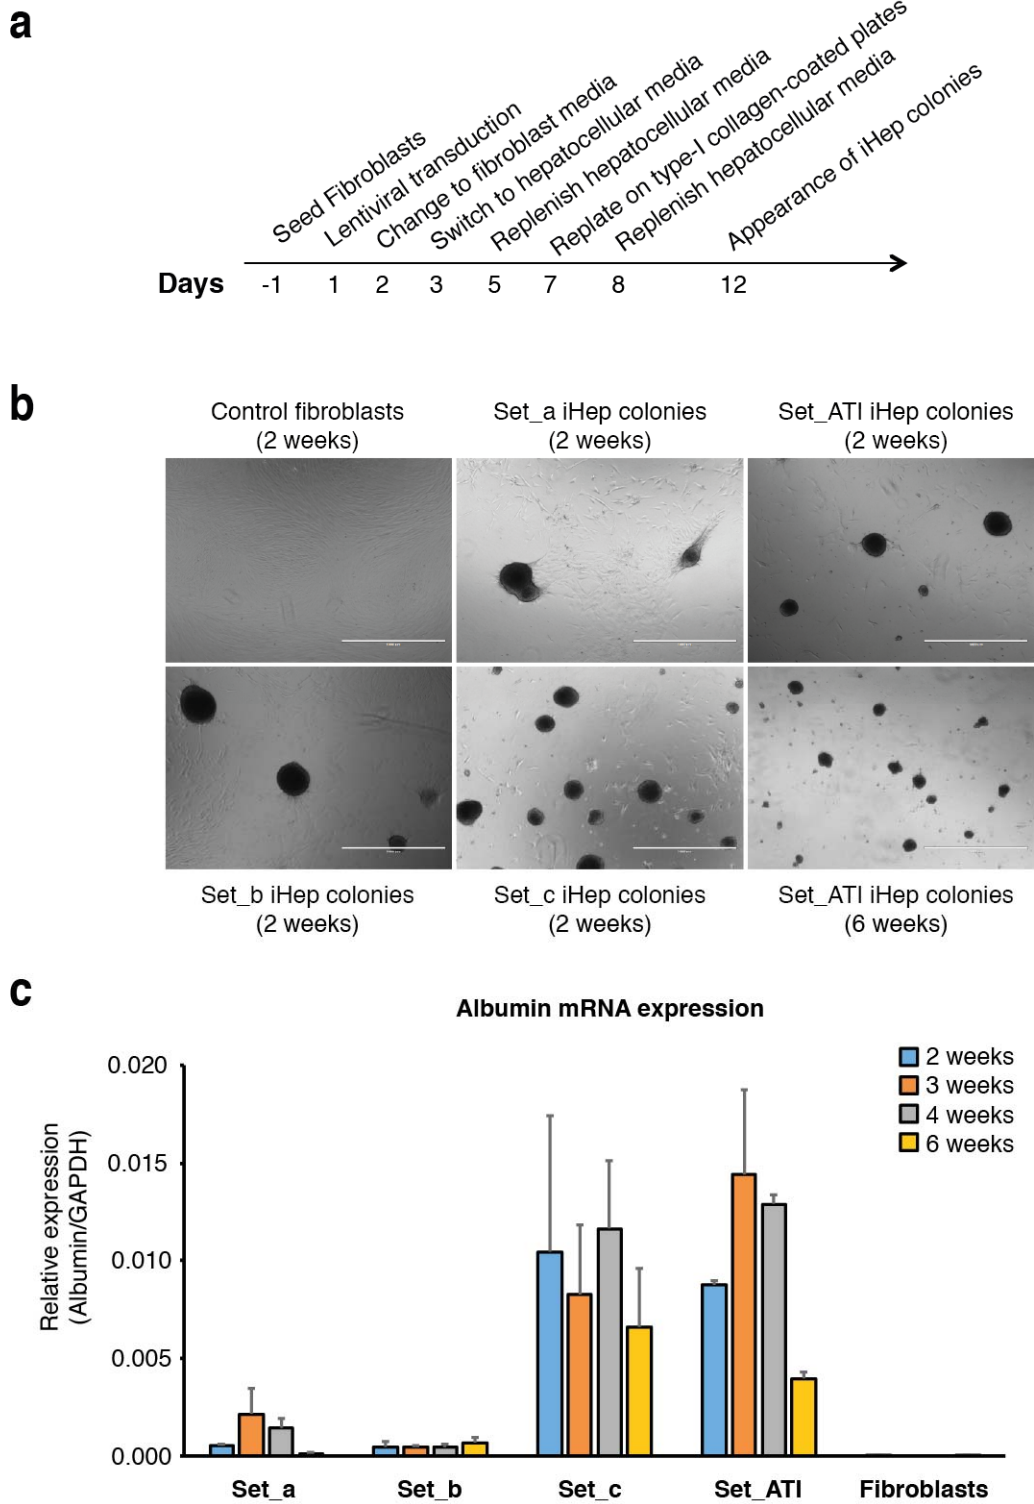 a
Seed Fibroblasts
Lentiviral transduction
Change to fibroblast media
Switch to hepatocellular media
Replenish hepatocellular media
Replate on type-I collagen-coated plates
Replenish hepatocellular media
Appearance of iHep colonies
Days -1 1 2 3 5 7 8 12
b
Control fibroblasts
(2 weeks)
Set_a iHep colonies
(2 weeks)
Set_ATI iHep colonies
(2 weeks)
Set_b iHep colonies
(2 weeks)
Set_c iHep colonies
(2 weeks)
Set_ATI iHep colonies
(6 weeks)
c
Albumin mRNA expression
2 weeks
3 weeks
4 weeks
6 weeks
Relative expression
(Albumin/GAPDH)
0.020
0.015
0.010
0.005
0.000
Set_a Set_b Set_c Set_ATI Fibroblasts